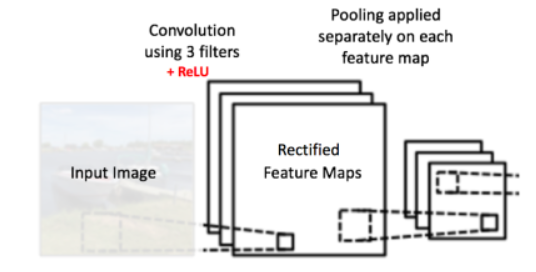 Convolution
using 3 filters
+ ReLU
Pooling applied
separately on each
feature map
Input Image
Rectified
Feature Maps